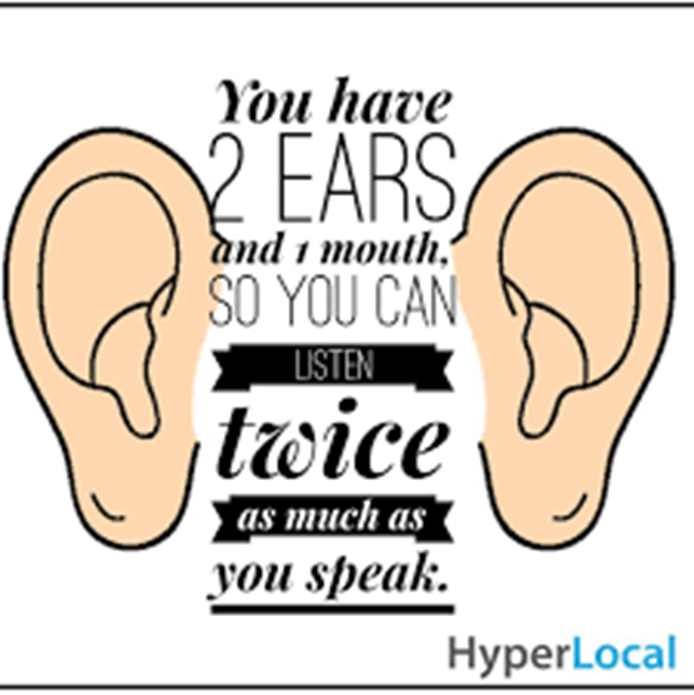 You have
2 EARS
and 1 mouth,
SO YOU CAN
LISTEN
twice
as much as
you speak.
HyperLocal